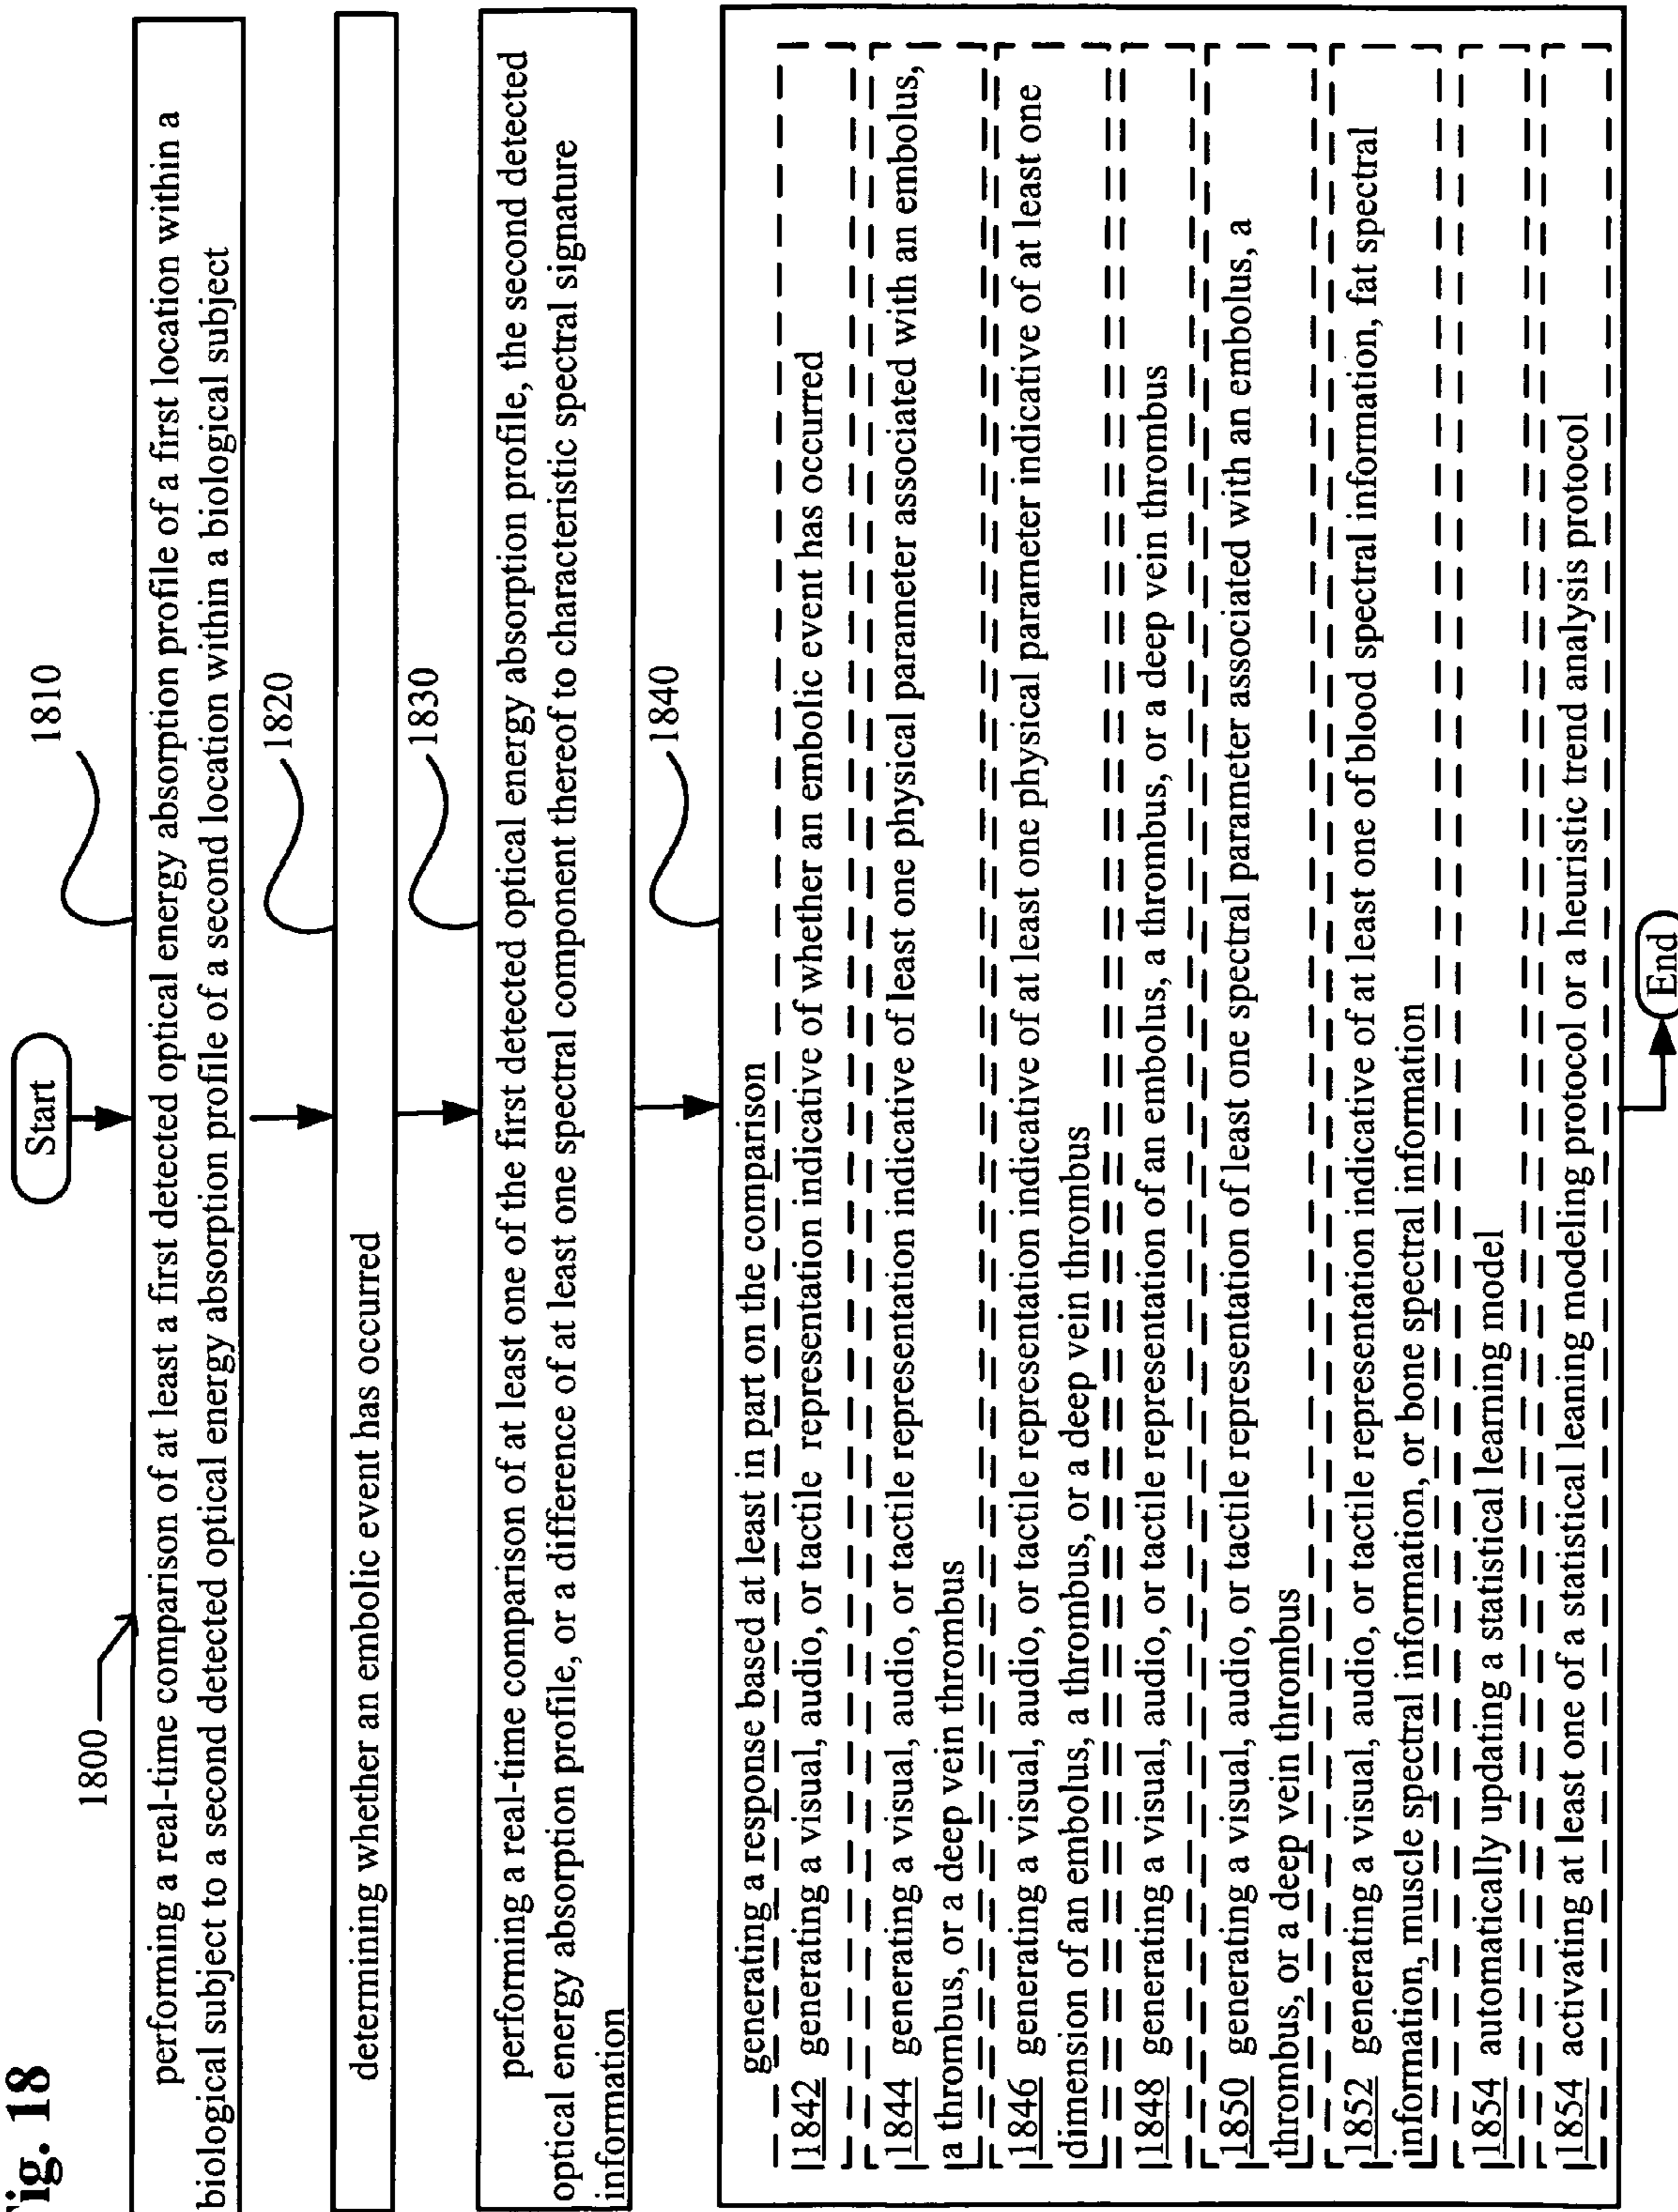 Fig. 18
1800
Start
1810
performing a real-time comparison of at least a first detected optical energy absorption profile of a first location within a
biological subject to a second detected optical energy absorption profile of a second location within a biological subject
1820
determining whether an embolic event has occurred
1830
performing a real-time comparison of at least one of the first detected optical energy absorption profile, the second detected
optical energy absorption profile, or a difference of at least one spectral component thereof to characteristic spectral signature
information
1840
generating a response based at least in part on the comparison
1842 generating a visual, audio, or tactile representation indicative of whether an embolic event has occurred
1844 generating a visual, audio, or tactile representation indicative of least one physical parameter associated with an embolus,
a thrombus, or a deep vein thrombus
1846 generating a visual, audio, or tactile representation indicative of at least one physical parameter indicative of at least one
dimension of an embolus, a thrombus, or a deep vein thrombus
1848 generating a visual, audio, or tactile representation of an embolus, a thrombus, or a deep vein thrombus
1850 generating a visual, audio, or tactile representation of least one spectral parameter associated with an embolus, a
thrombus, or a deep vein thrombus
1852 generating a visual, audio, or tactile representation indicative of at least one of blood spectral information, fat spectral
information, muscle spectral information, or bone spectral information
1854 automatically updating a statistical learning model
1854 activating at least one of a statistical leaning modeling protocol or a heuristic trend analysis protocol
End